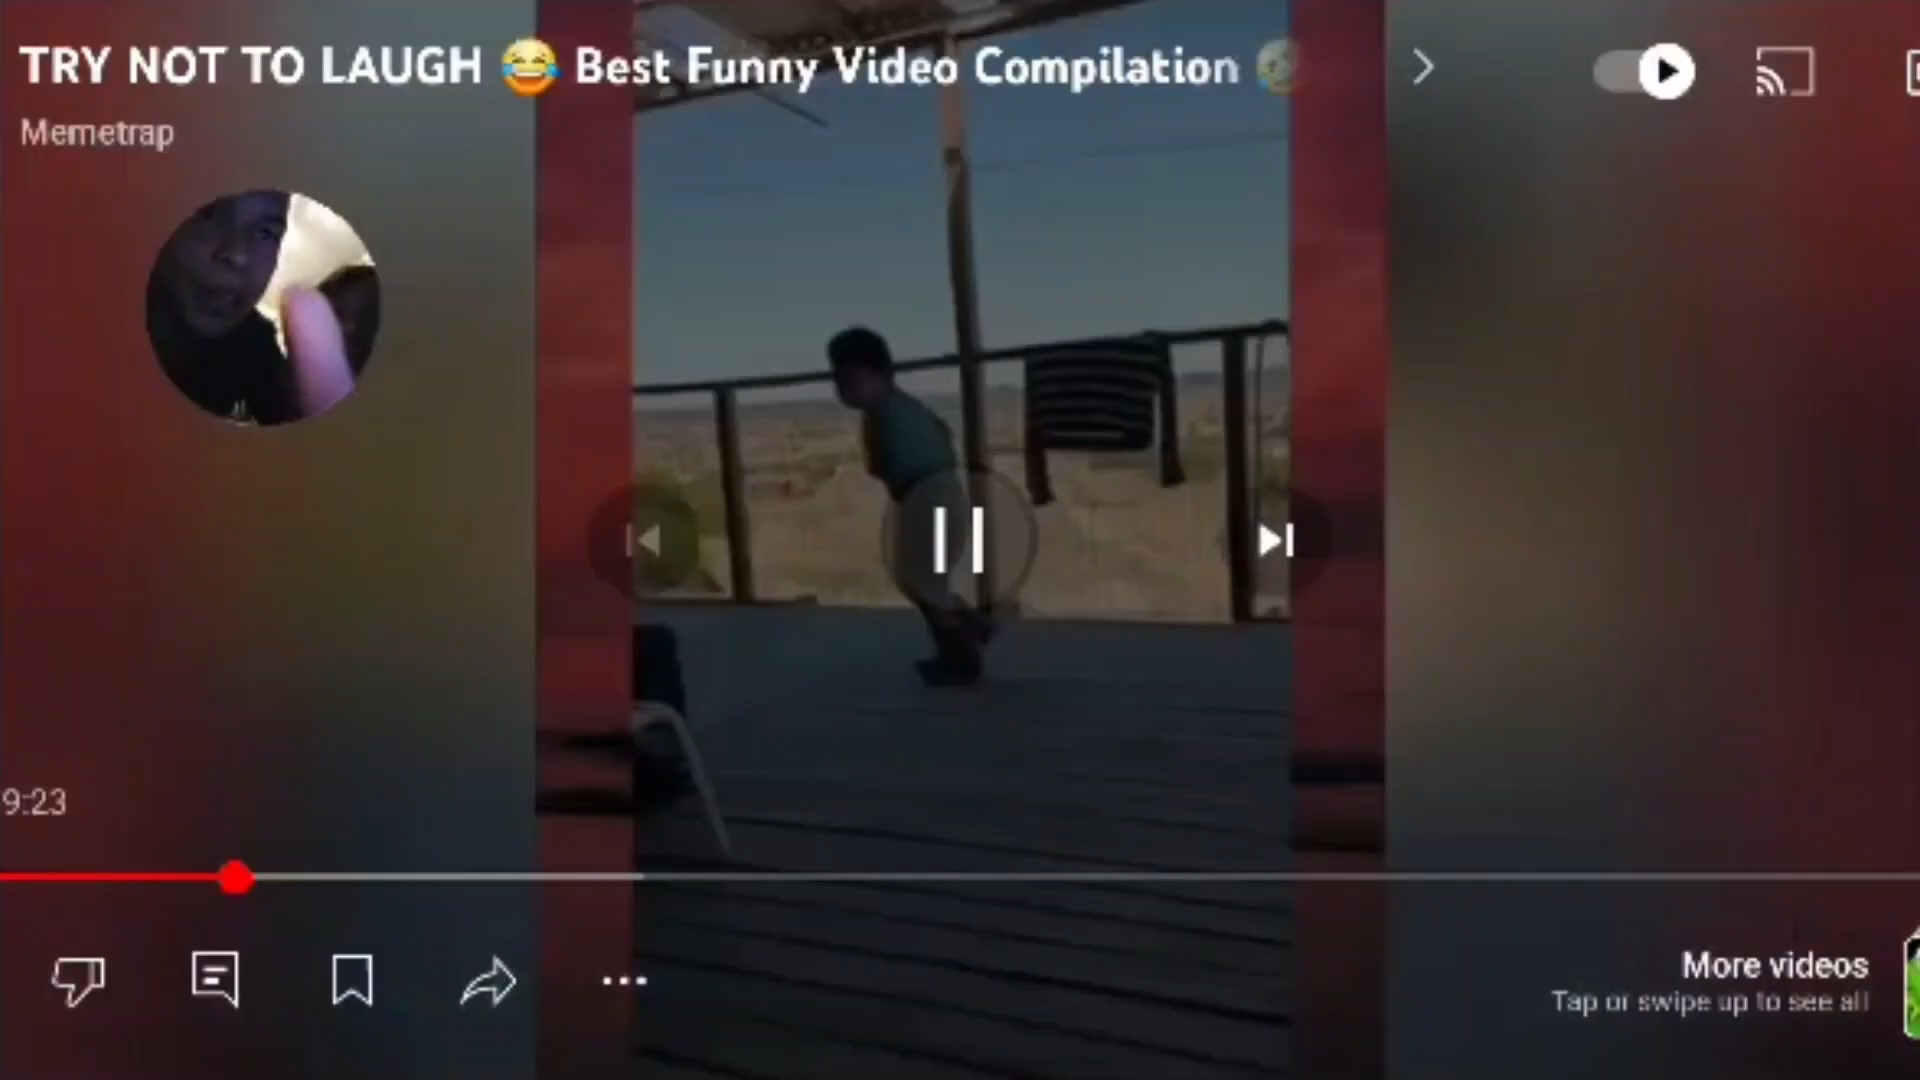 TRY NOT TO LAUGH 😂 Best Funny Video Compilation
Memetrap
9:23
More videos
Tap or swipe up to see all